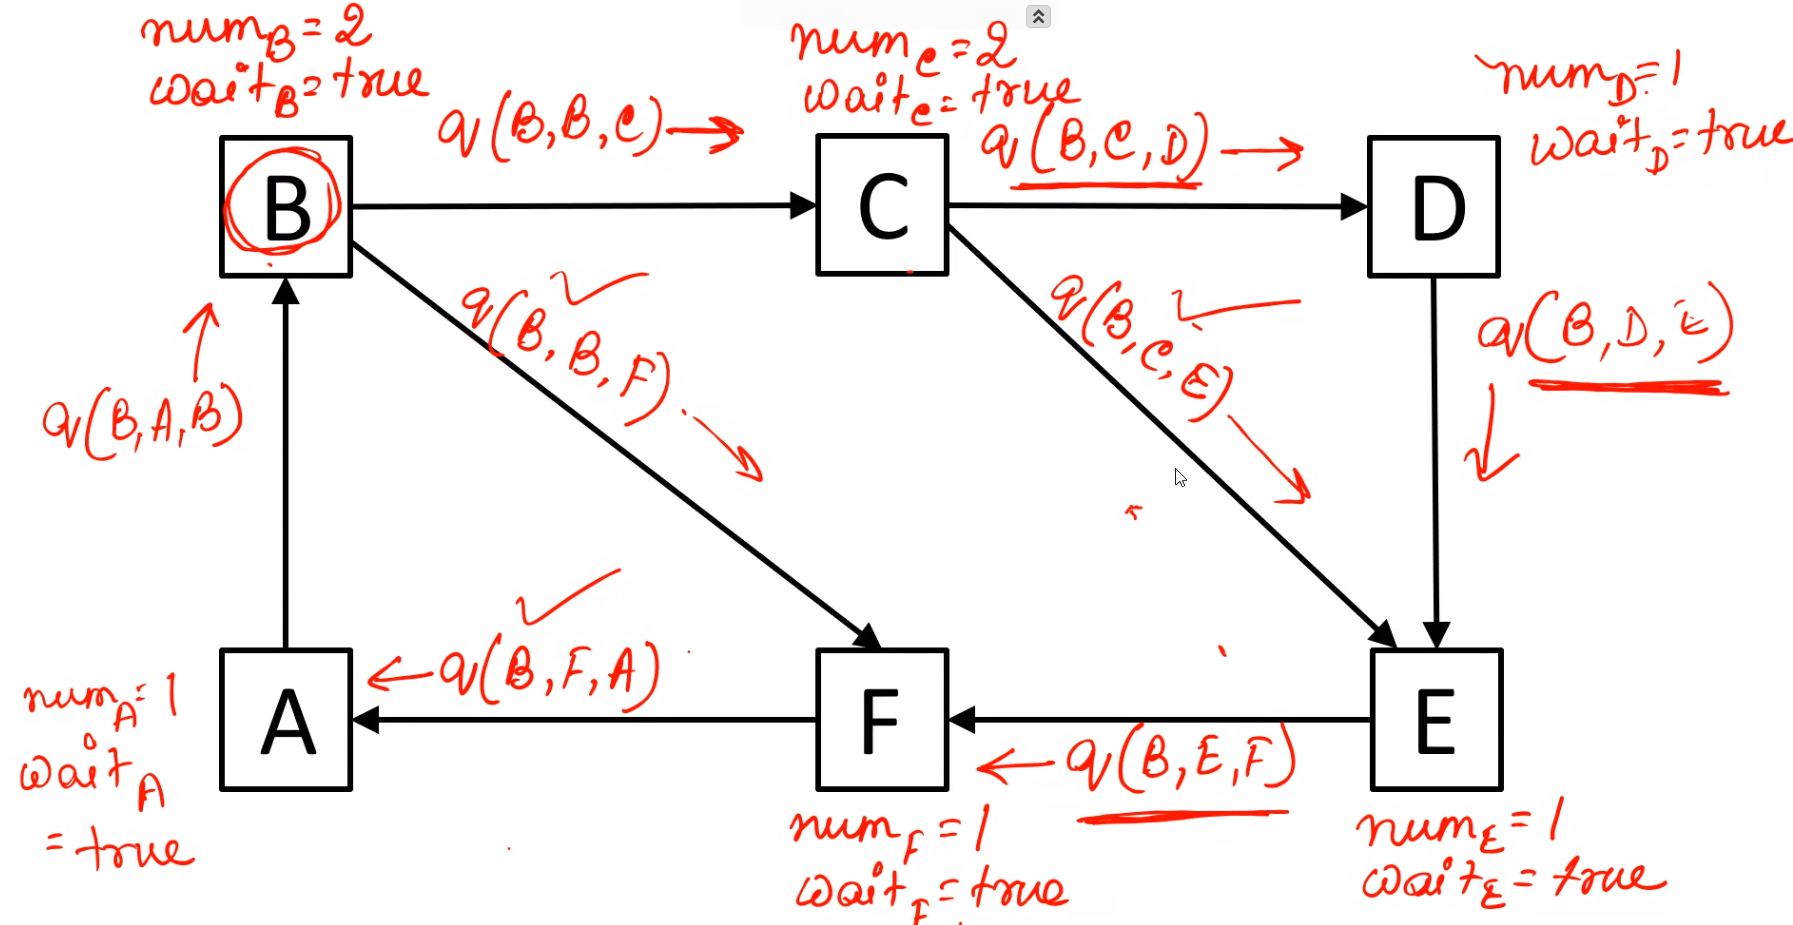 num_B = 2
wait_B = true
num_C = 2
wait_C = true
num_D = 1
wait_D = true
q(B,B,C) →
q(B,C,D) →
B
C
D
q(B,B,F)
q(B,C,E)
q(B,D,E)
q(B,A,B)
← q(B,F,A)
A
F
E
num_A = 1
wait_A
= true
← q(B,E,F)
num_F = 1
wait_F = true
num_E = 1
wait_E = true